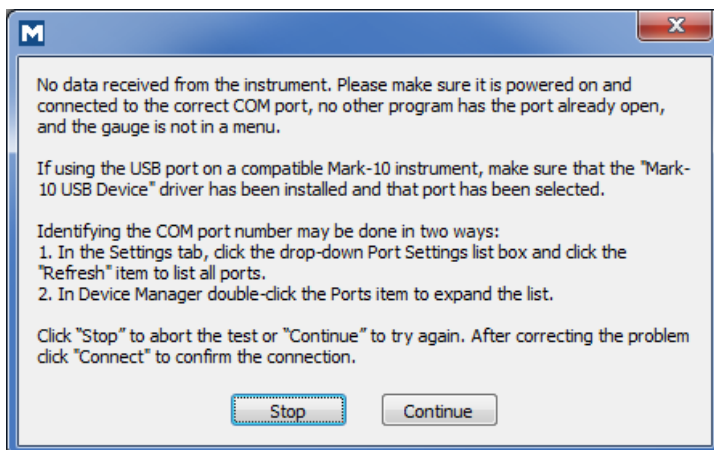 M
No data received from the instrument. Please make sure it is powered on and
connected to the correct COM port, no other program has the port already open,
and the gauge is not in a menu.
If using the USB port on a compatible Mark-10 instrument, make sure that the "Mark-
10 USB Device" driver has been installed and that port has been selected.
Identifying the COM port number may be done in two ways:
1. In the Settings tab, click the drop-down Port Settings list box and click the
"Refresh" item to list all ports.
2. In Device Manager double-click the Ports item to expand the list.
Click “Stop” to abort the test or “Continue” to try again. After correcting the problem
click "Connect" to confirm the connection.
Stop
Continue